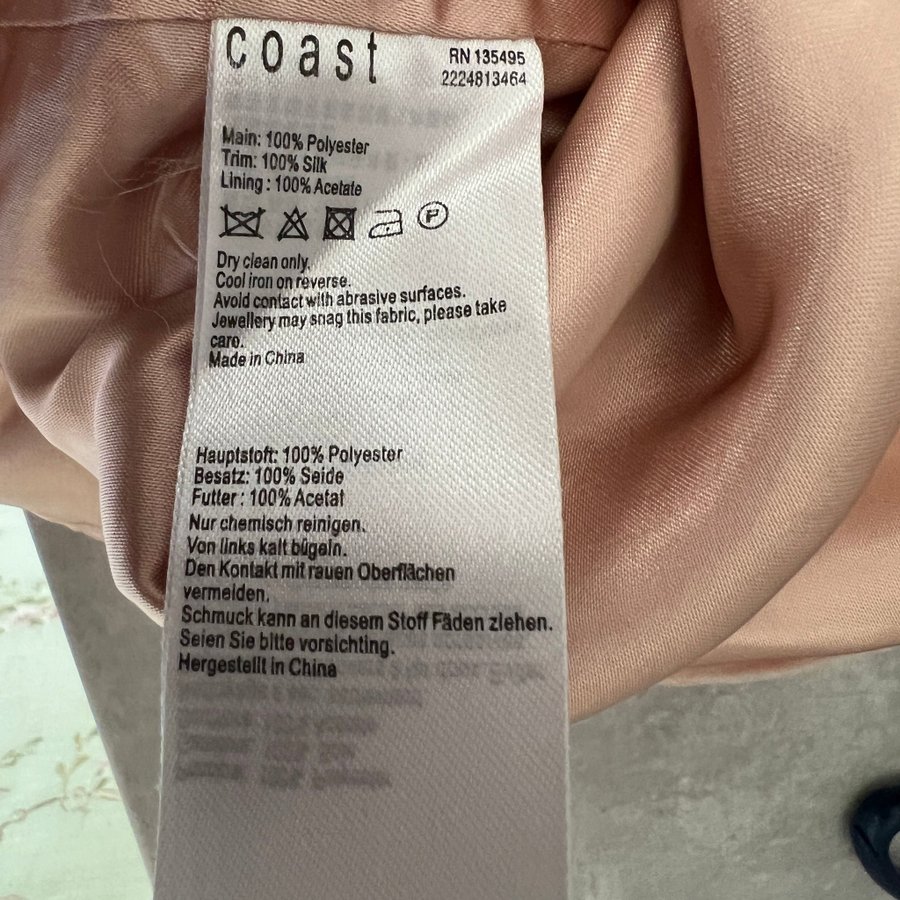 coast
RN 135495
2224813464
Main: 100% Polyester
Trim: 100% Silk
Lining : 100% Acetate
P
Dry clean only.
Cool iron on reverse.
Avoid contact with abrasive surfaces.
Jewellery may snag this fabric, please take
care.
Made in China
Hauptstoff: 100% Polyester
Besatz: 100% Seide
Futter : 100% Acetat
Nur chemisch reinigen.
Von links kalt bügeln.
Den Kontakt mit rauen Oberflächen
vermeiden.
Schmuck kann an diesem Stoff Fäden ziehen.
Seien Sie bitte vorsichting.
Hergestellt in China